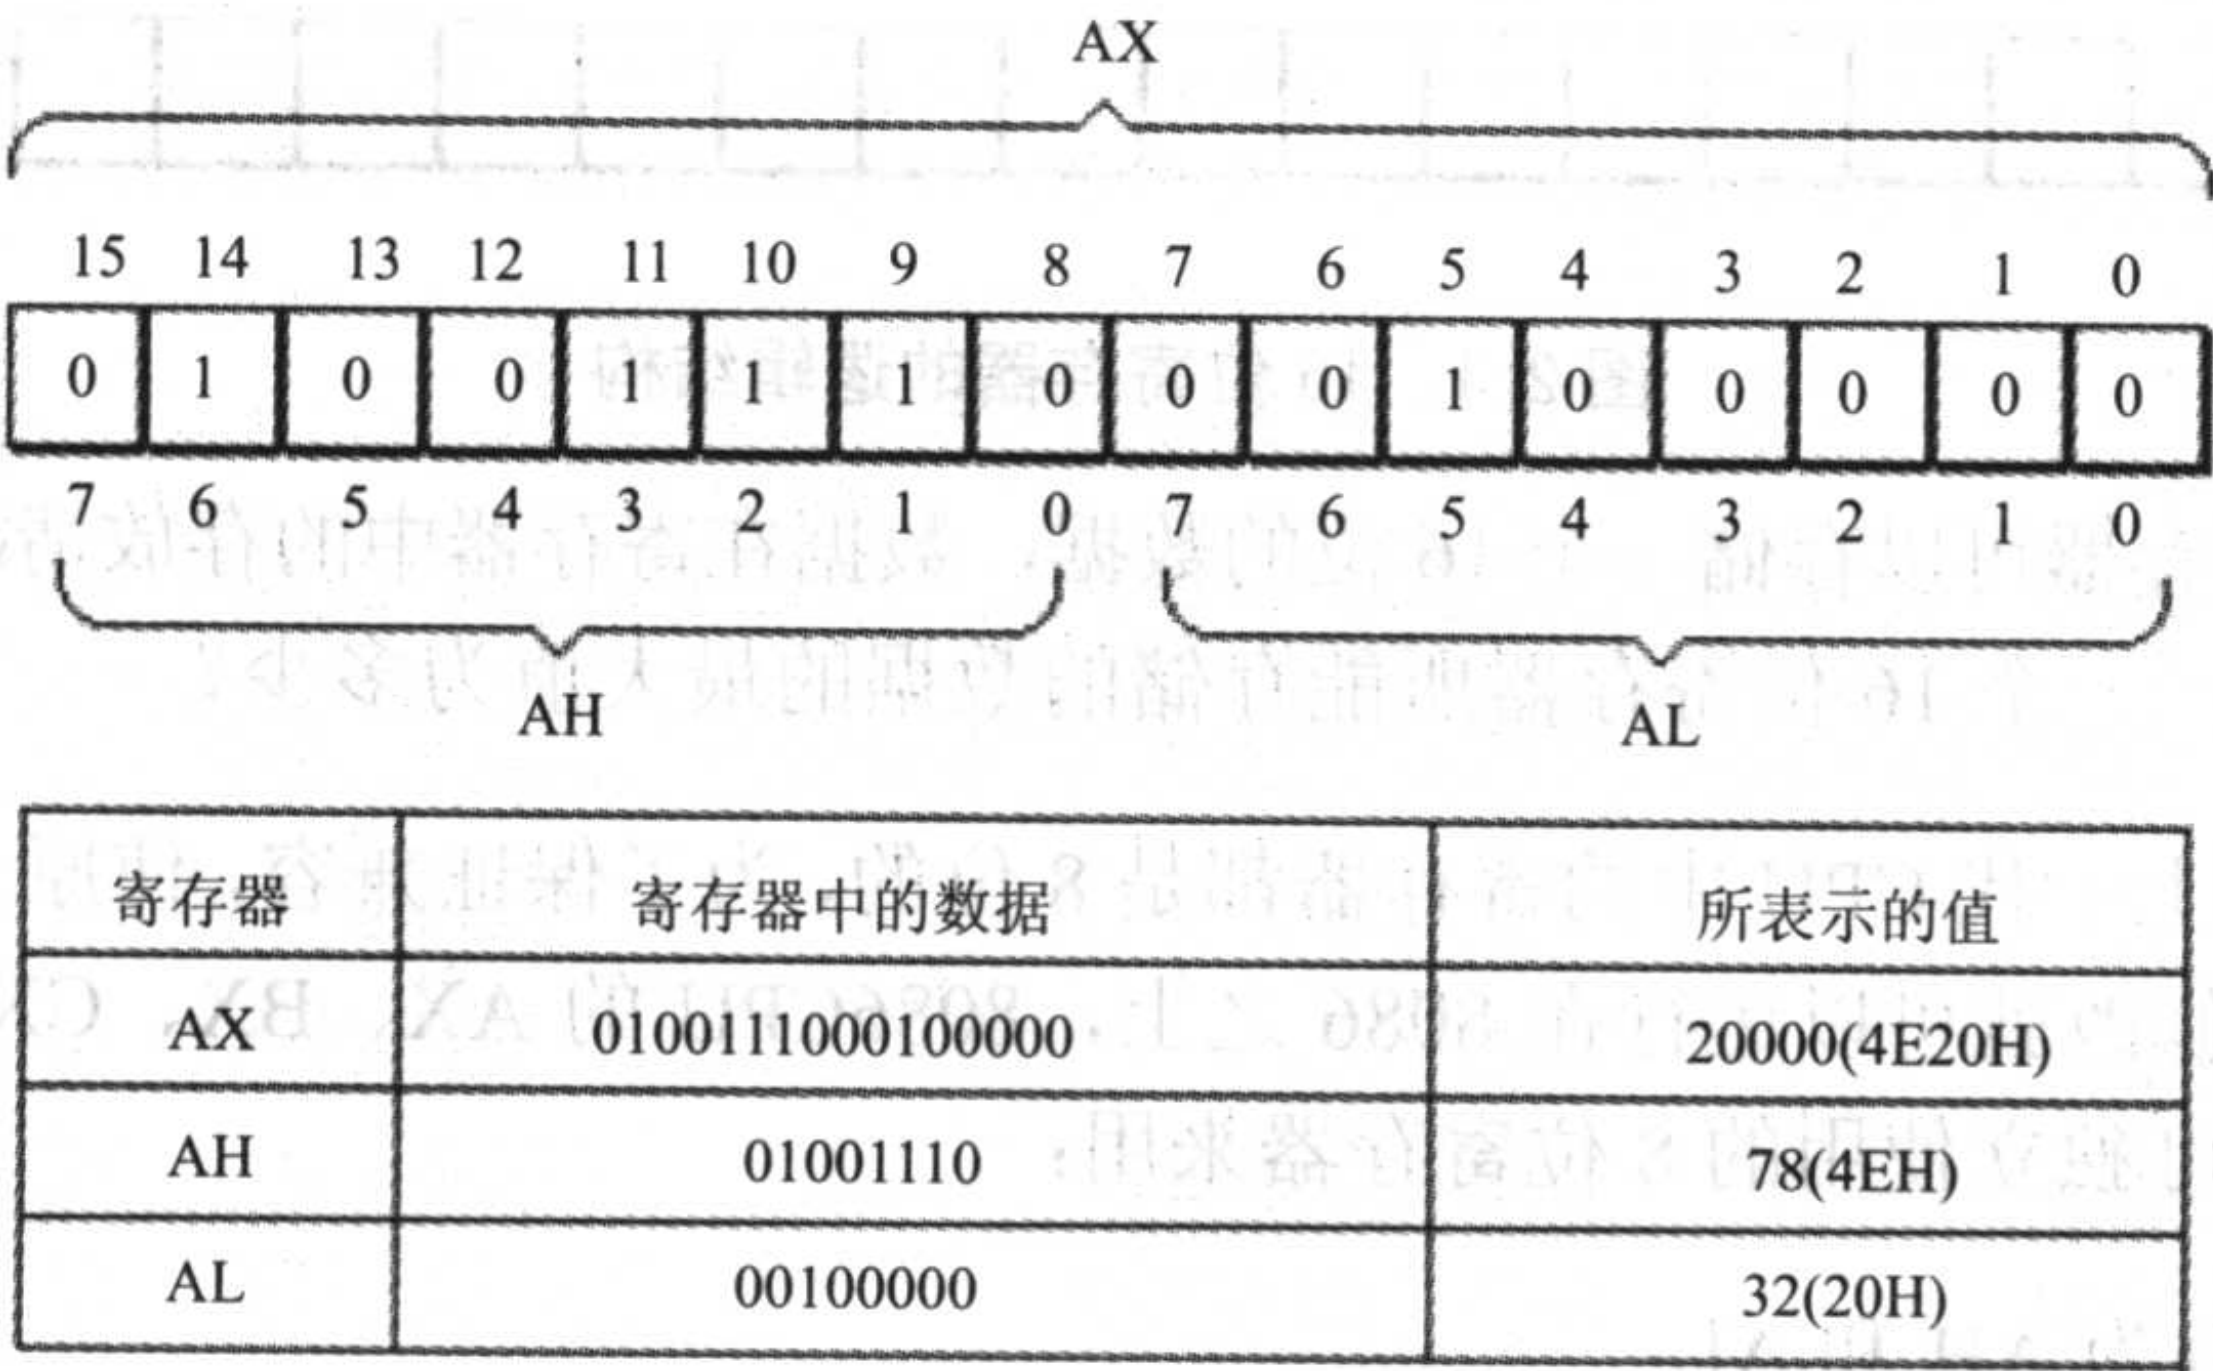 AX
15 14 13 12 11 10 9 8 7 6 5 4 3 2 1 0
0 1 0 0 1 1 1 0 0 0 1 0 0 0 0 0
7 6 5 4 3 2 1 0 7 6 5 4 3 2 1 0
AH AL
寄存器 寄存器中的数据 所表示的值
AX 0100111000100000 20000(4E20H)
AH 01001110 78(4EH)
AL 00100000 32(20H)